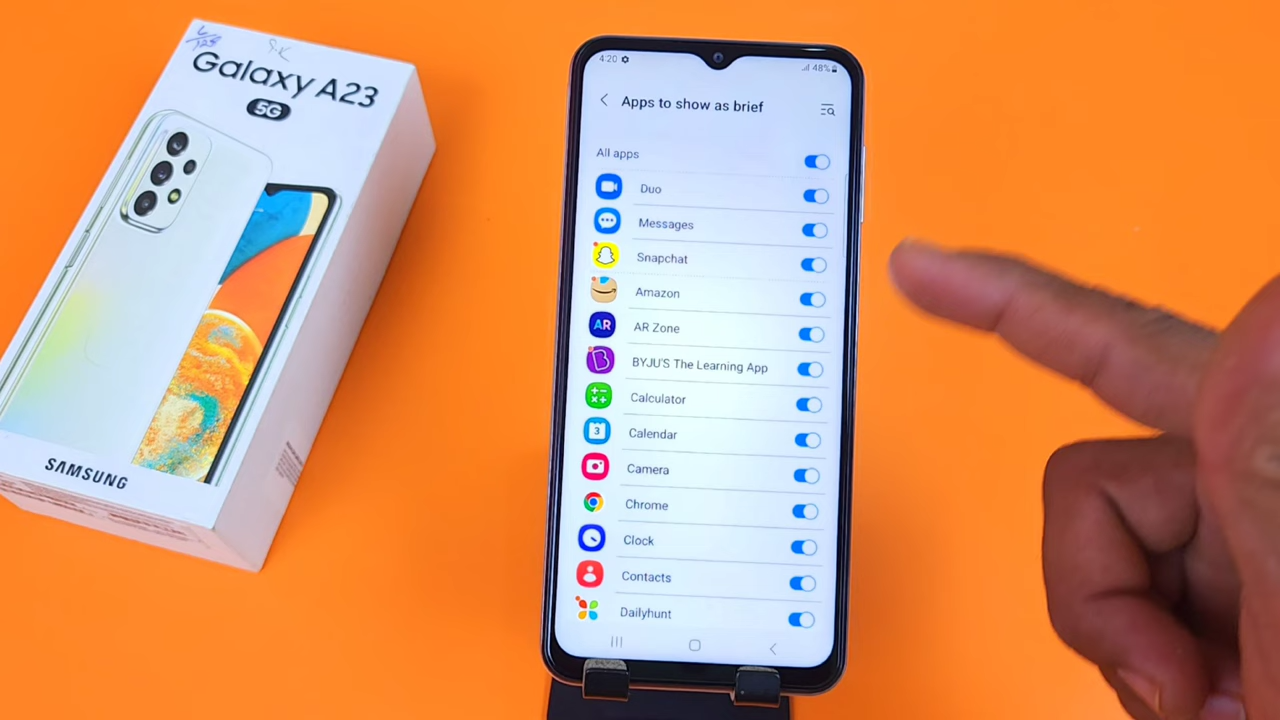 Galaxy A23
5G
SAMSUNG
4:20
48%
Apps to show as brief
All apps
Duo
Messages
Snapchat
Amazon
AR
AR Zone
BYJU'S The Learning App
Calculator
3
Calendar
Camera
Chrome
Clock
Contacts
Dailyhunt